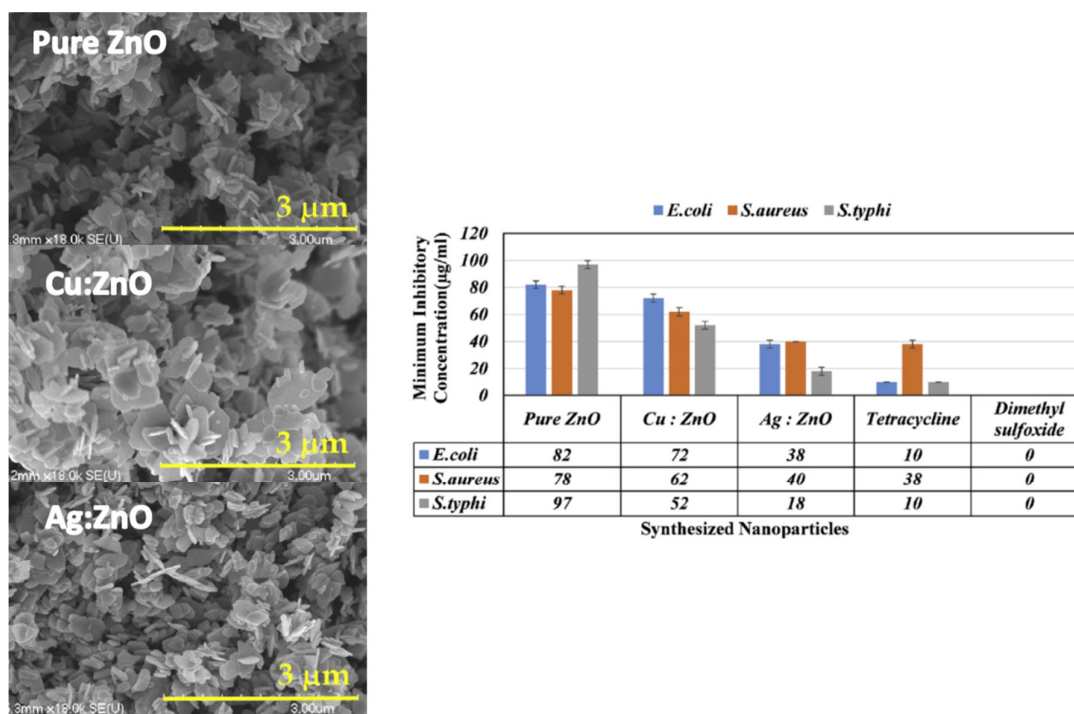 Pure ZnO
3 μm
.3mm x18.0k SE(U)
3.00um
Cu:ZnO
3 μm
2mm x18.0k SE(U)
3.00um
Ag:ZnO
3 μm
5.3mm x18.0k SE(U)
3.00um
E.coli S.aureus S.typhi
Minimum Inhibitory
Concentration(μg/ml)
120
100
80
60
40
20
0
Pure ZnO Cu : ZnO Ag : ZnO Tetracycline Dimethyl
sulfoxide
E.coli 82 72 38 10 0
S.aureus 78 62 40 38 0
S.typhi 97 52 18 10 0
Synthesized Nanoparticles